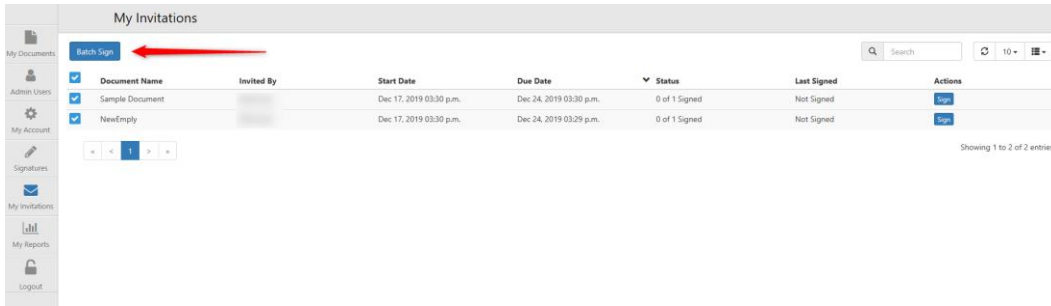 My Invitations
My Documents
Admin Users
My Account
Signatures
My Invitations
My Reports
Logout
Batch Sign
Search
10
Document Name Invited By Start Date Due Date Status Last Signed Actions
Sample Document Dec 17, 2019 03:30 p.m. Dec 24, 2019 03:30 p.m. 0 of 1 Signed Not Signed Sign
NewEmply Dec 17, 2019 03:30 p.m. Dec 24, 2019 03:29 p.m. 0 of 1 Signed Not Signed Sign
« < 1 > »
Showing 1 to 2 of 2 entries